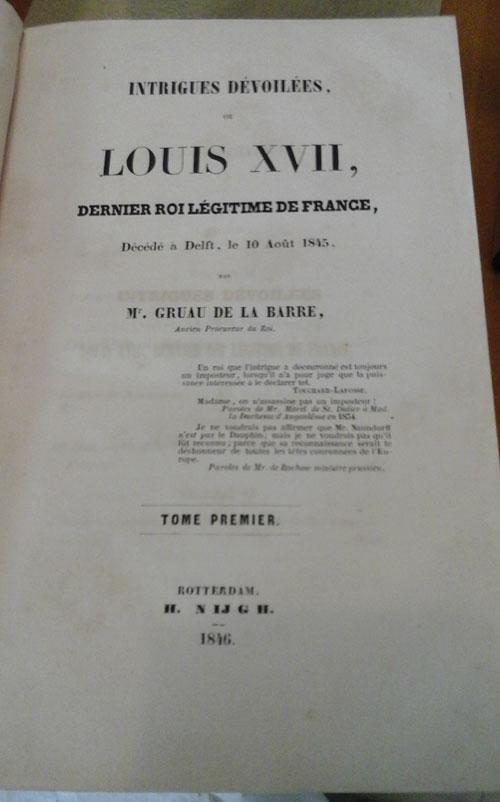 INTRIGUES DÉVOILÉES,
OU
LOUIS XVII,
DERNIER ROI LÉGITIME DE FRANCE,
Décédé à Delft, le 10 Août 1845,
PAR
Mr. GRUAU DE LA BARRE,
Ancien Procureur du Roi.
Un roi que l'intrigue a découronné est toujours
un imposteur, lorsqu'il n'a pour juge que la puis-
sance intéressée à le déclarer tel.
TOUCHARD-LAFOSSE.
Madame, on n'assassine pas un imposteur!
Paroles de Mr. Morel de St. Didier à Mad.
la Duchesse d'Angoulême en 1834.
Je ne voudrais pas affirmer que Mr. Naundorff
n'est pas le Dauphin; mais je ne voudrais pas qu'il
fût reconnu; parce que sa reconnaissance serait le
déshonneur de toutes les têtes couronnées de l'Eu-
rope.
Paroles de Mr. de Rochow ministre prussien.
TOME PREMIER.
ROTTERDAM.
H. NIJGH.
1846.